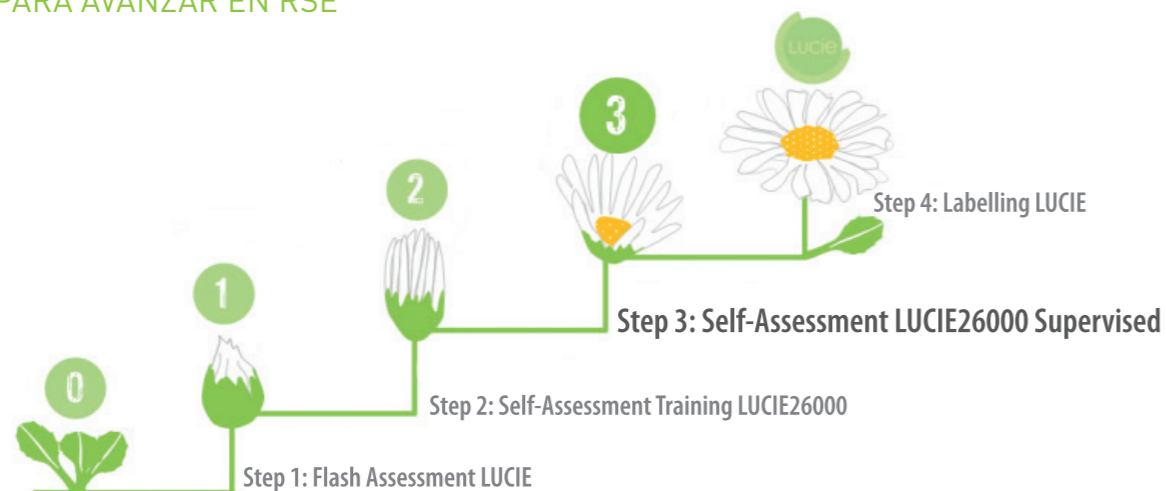 PARA AVANZAR EN RSE
LUCIE
3
2
Step 4: Labelling LUCIE
1
Step 3: Self-Assessment LUCIE26000 Supervised
0
Step 2: Self-Assessment Training LUCIE26000
Step 1: Flash Assessment LUCIE